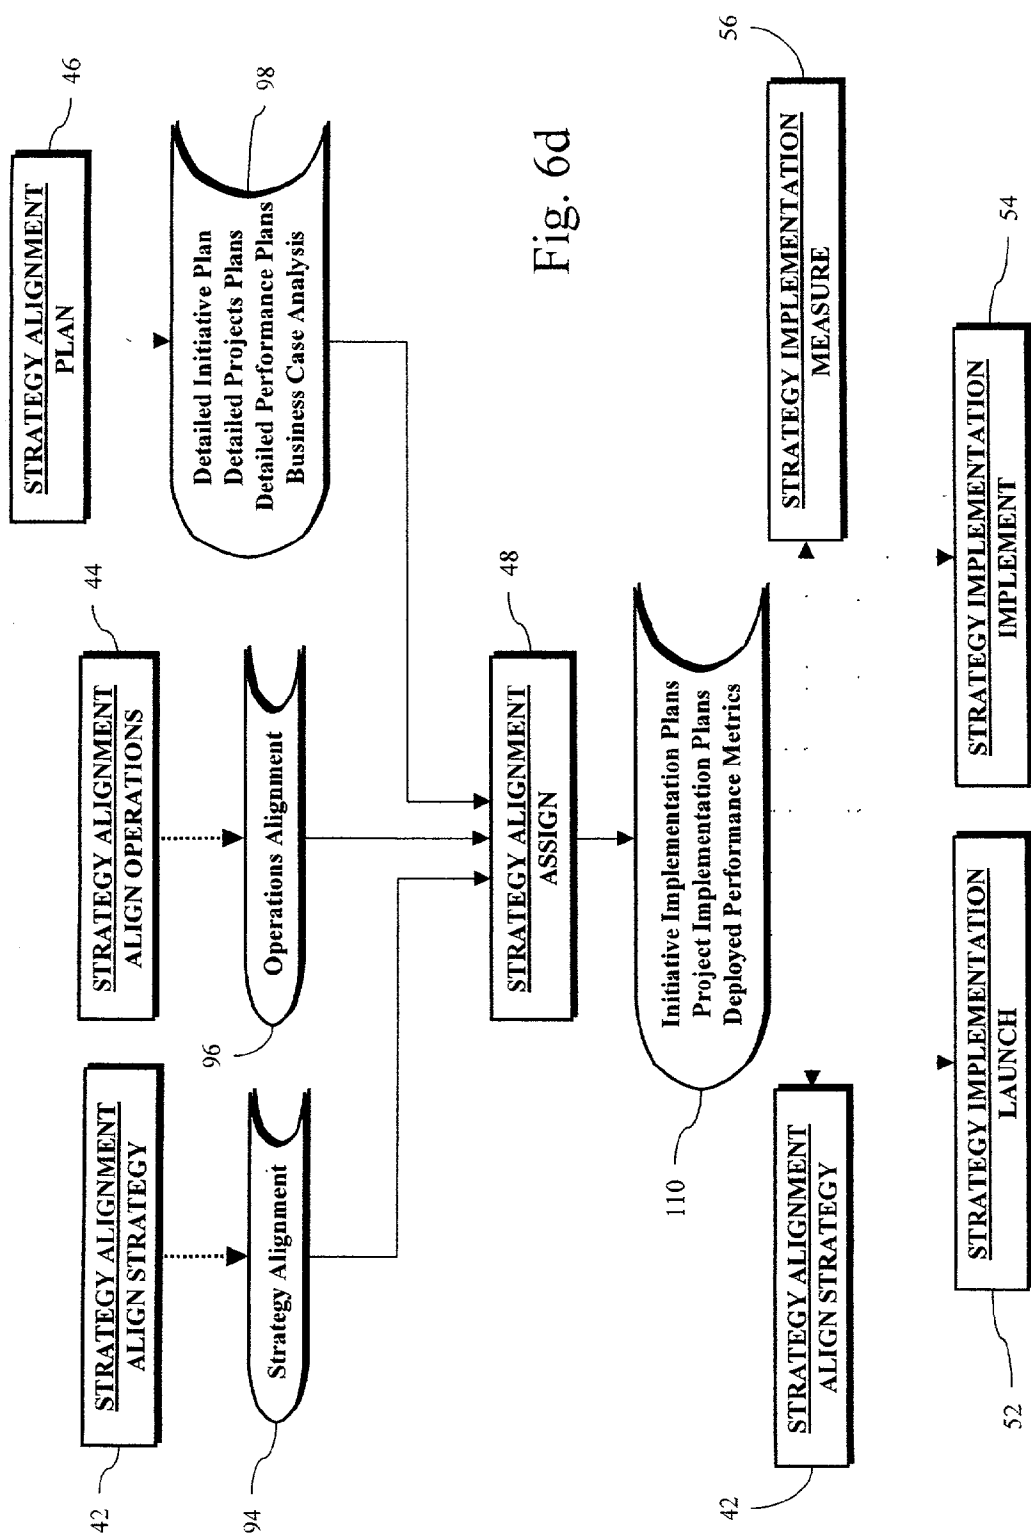 42
STRATEGY ALIGNMENT
ALIGN STRATEGY
44
STRATEGY ALIGNMENT
ALIGN OPERATIONS
46
STRATEGY ALIGNMENT
PLAN
94
Strategy Alignment
96
Operations Alignment
98
Detailed Initiative Plan
Detailed Projects Plans
Detailed Performance Plans
Business Case Analysis
48
STRATEGY ALIGNMENT
ASSIGN
Fig. 6d
110
Initiative Implementation Plans
Project Implementation Plans
Deployed Performance Metrics
42
STRATEGY ALIGNMENT
ALIGN STRATEGY
56
STRATEGY IMPLEMENTATION
MEASURE
52
STRATEGY IMPLEMENTATION
LAUNCH
54
STRATEGY IMPLEMENTATION
IMPLEMENT